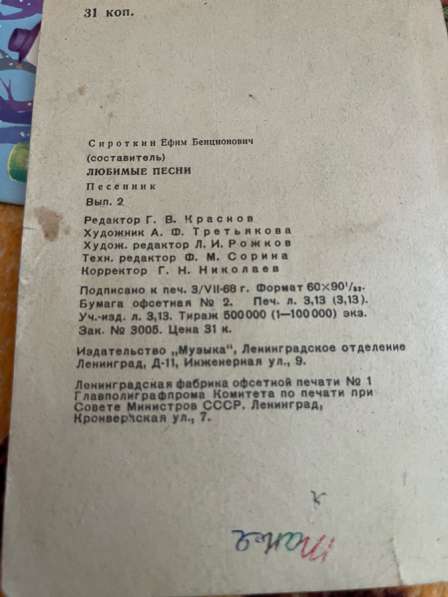 31 коп.
Сироткин Ефим Бенционович
(составитель)
ЛЮБИМЫЕ ПЕСНИ
Песенник
Вып. 2
Редактор Г. В. Краснов
Художник А. Ф. Третьякова
Худож. редактор Л. И. Рожков
Техн. редактор Ф. М. Сорина
Корректор Г. Н. Николаев
Подписано к печ. 3/VII-68 г. Формат 60×90¹/₃₂.
Бумага офсетная № 2. Печ. л. 3,13 (3,13).
Уч.-изд. л. 3,13. Тираж 500000 (1—100000) экз.
Зак. № 3005. Цена 31 к.
Издательство „Музыка“, Ленинградское отделение
Ленинград, Д-11, Инженерная ул., 9.
Ленинградская фабрика офсетной печати № 1
Главполиграфпрома Комитета по печати при
Совете Министров СССР. Ленинград,
Кронверкская ул., 7.